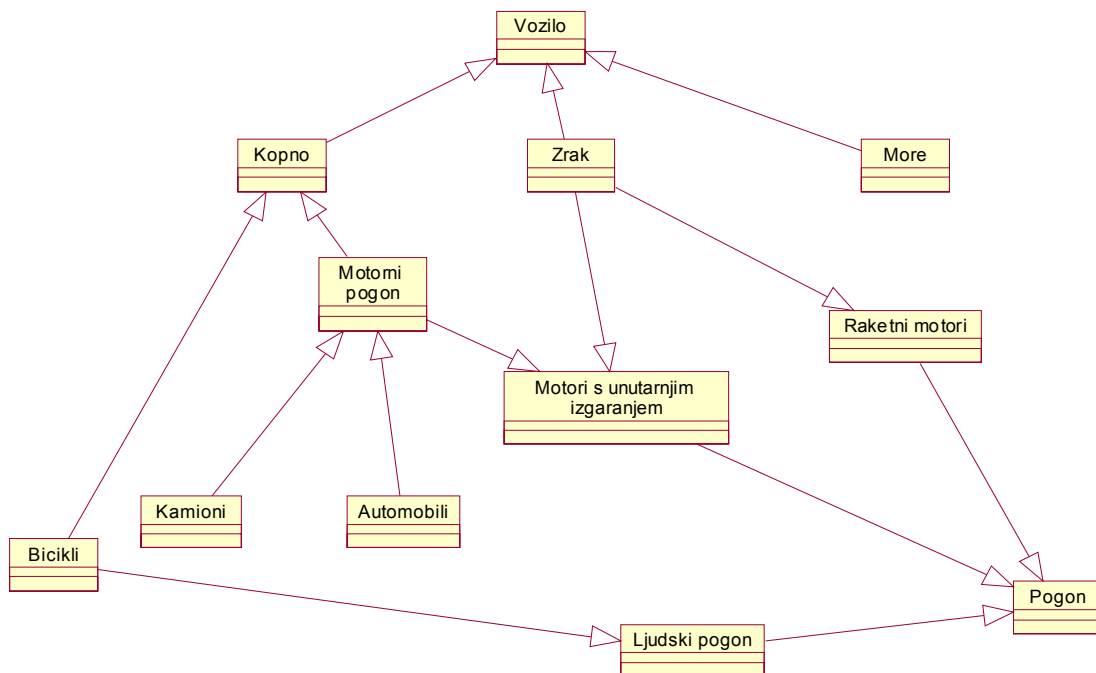 Vozilo
Kopno
Zrak
More
Motorni
pogon
Raketni motori
Motori s unutarnjim
izgaranjem
Kamioni
Automobili
Bicikli
Pogon
Ljudski pogon